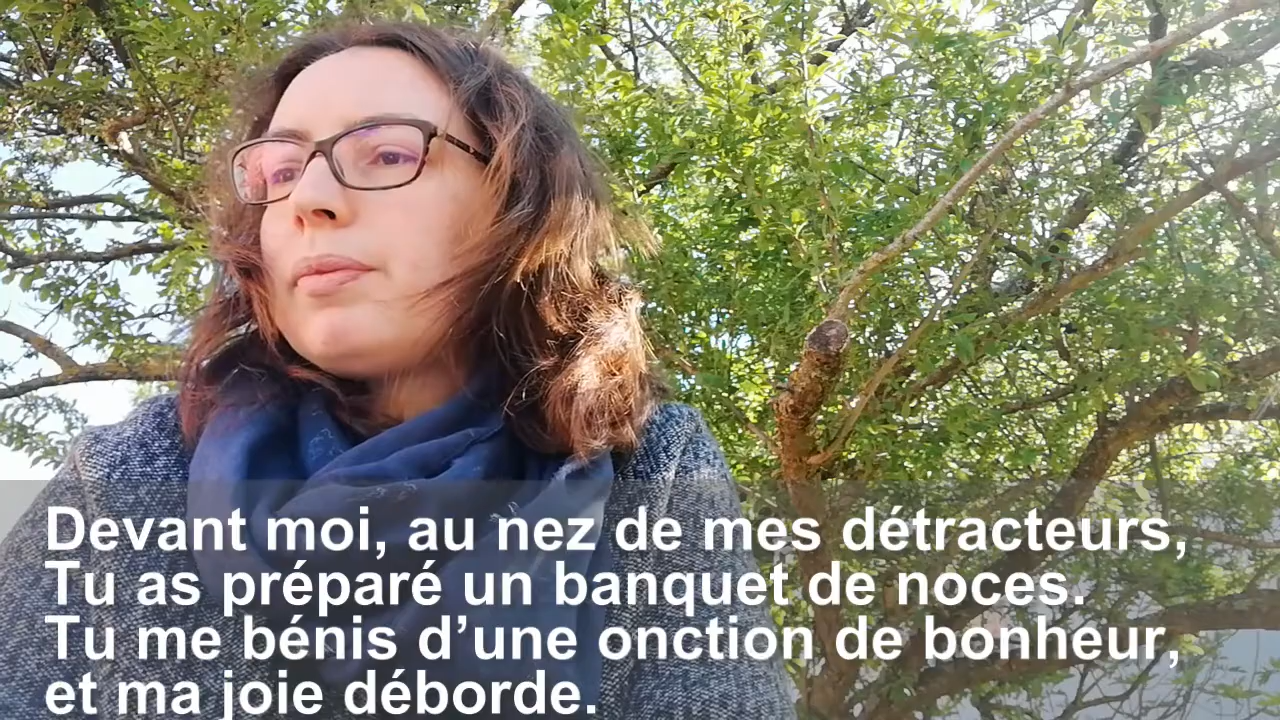 Devant moi, au nez de mes détracteurs,
Tu as préparé un banquet de noces.
Tu me bénis d’une onction de bonheur,
et ma joie déborde.